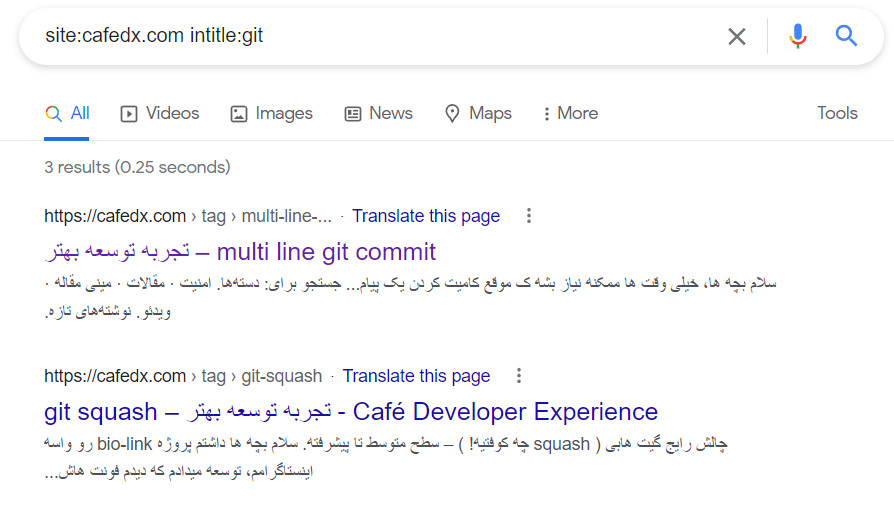 site:cafedx.com intitle:git
All Videos Images News Maps More Tools
3 results (0.25 seconds)
https://cafedx.com › tag › multi-line-... · Translate this page
multi line git commit – تجربه توسعه بهتر
سلام بچه ها، خیلی وقت ها ممکنه نیاز بشه ک موقع کامیت کردن یک پیام... جستجو برای: دسته‌ها. امنیت · مقالات · مینی مقاله ·
ویدئو. نوشته‌های تازه.
https://cafedx.com › tag › git-squash · Translate this page
git squash – تجربه توسعه بهتر - Café Developer Experience
چالش رایج گیت هابی ( squash چه کوفتیه! ) – سطح متوسط تا پیشرفته. سلام بچه ها داشتم پروژه bio-link رو واسه
اینستاگرامم، توسعه میدادم که دیدم فونت هاش...